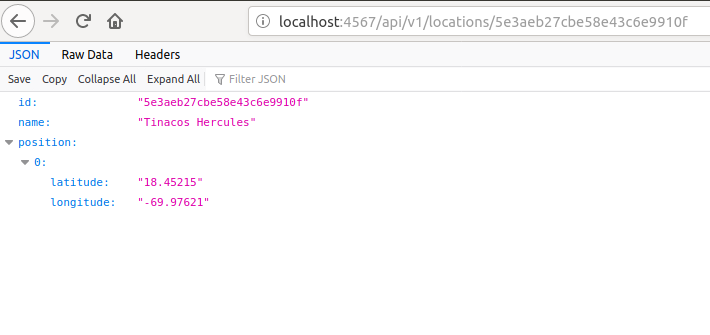 localhost:4567/api/v1/locations/5e3aeb27cbe58e43c6e9910f
JSON Raw Data Headers
Save Copy Collapse All Expand All Filter JSON
id: "5e3aeb27cbe58e43c6e9910f"
name: "Tinacos Hercules"
position:
0:
latitude: "18.45215"
longitude: "-69.97621"